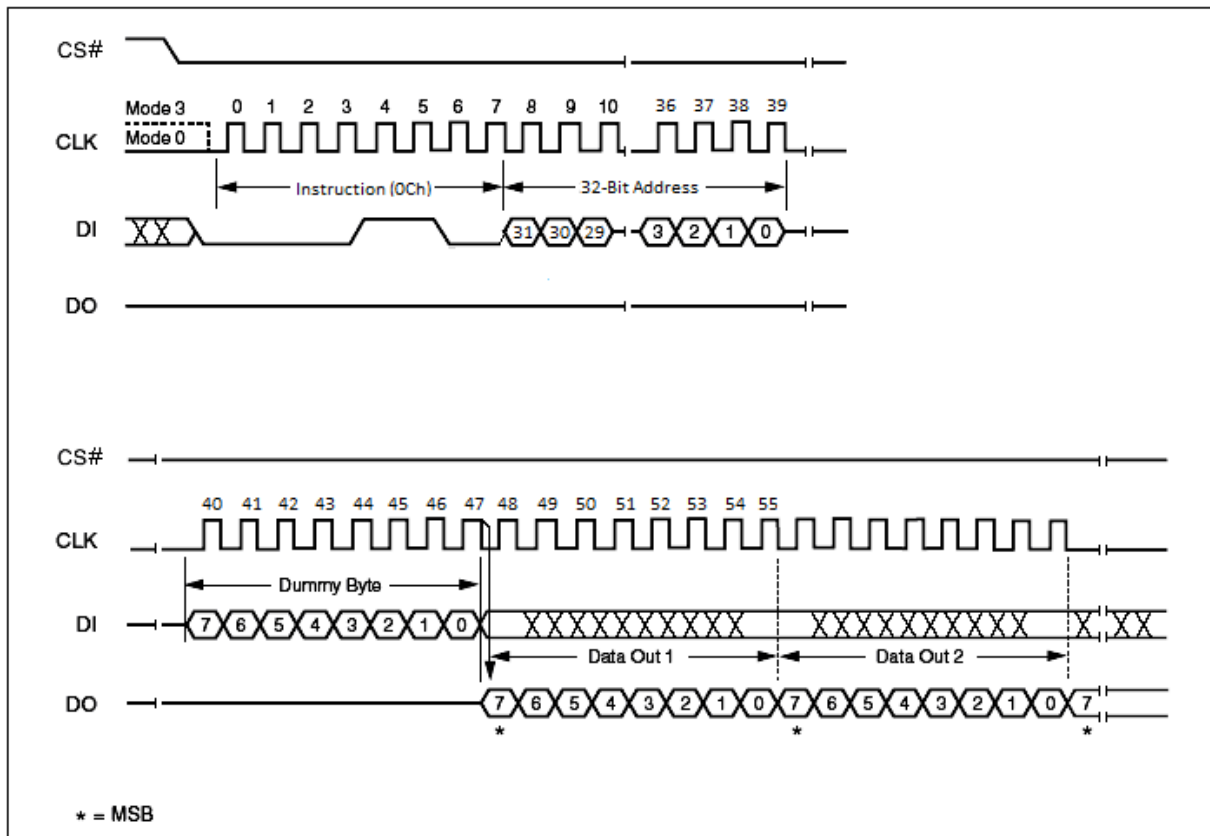 CS#
Mode 3 0 1 2 3 4 5 6 7 8 9 10 36 37 38 39
CLK Mode 0
Instruction (0Ch) 32-Bit Address
DI 31 30 29 3 2 1 0
DO
CS#
40 41 42 43 44 45 46 47 48 49 50 51 52 53 54 55
CLK
Dummy Byte
DI 7 6 5 4 3 2 1 0
Data Out 1 Data Out 2
DO 7 6 5 4 3 2 1 0 7 6 5 4 3 2 1 0 7
* * *
* = MSB